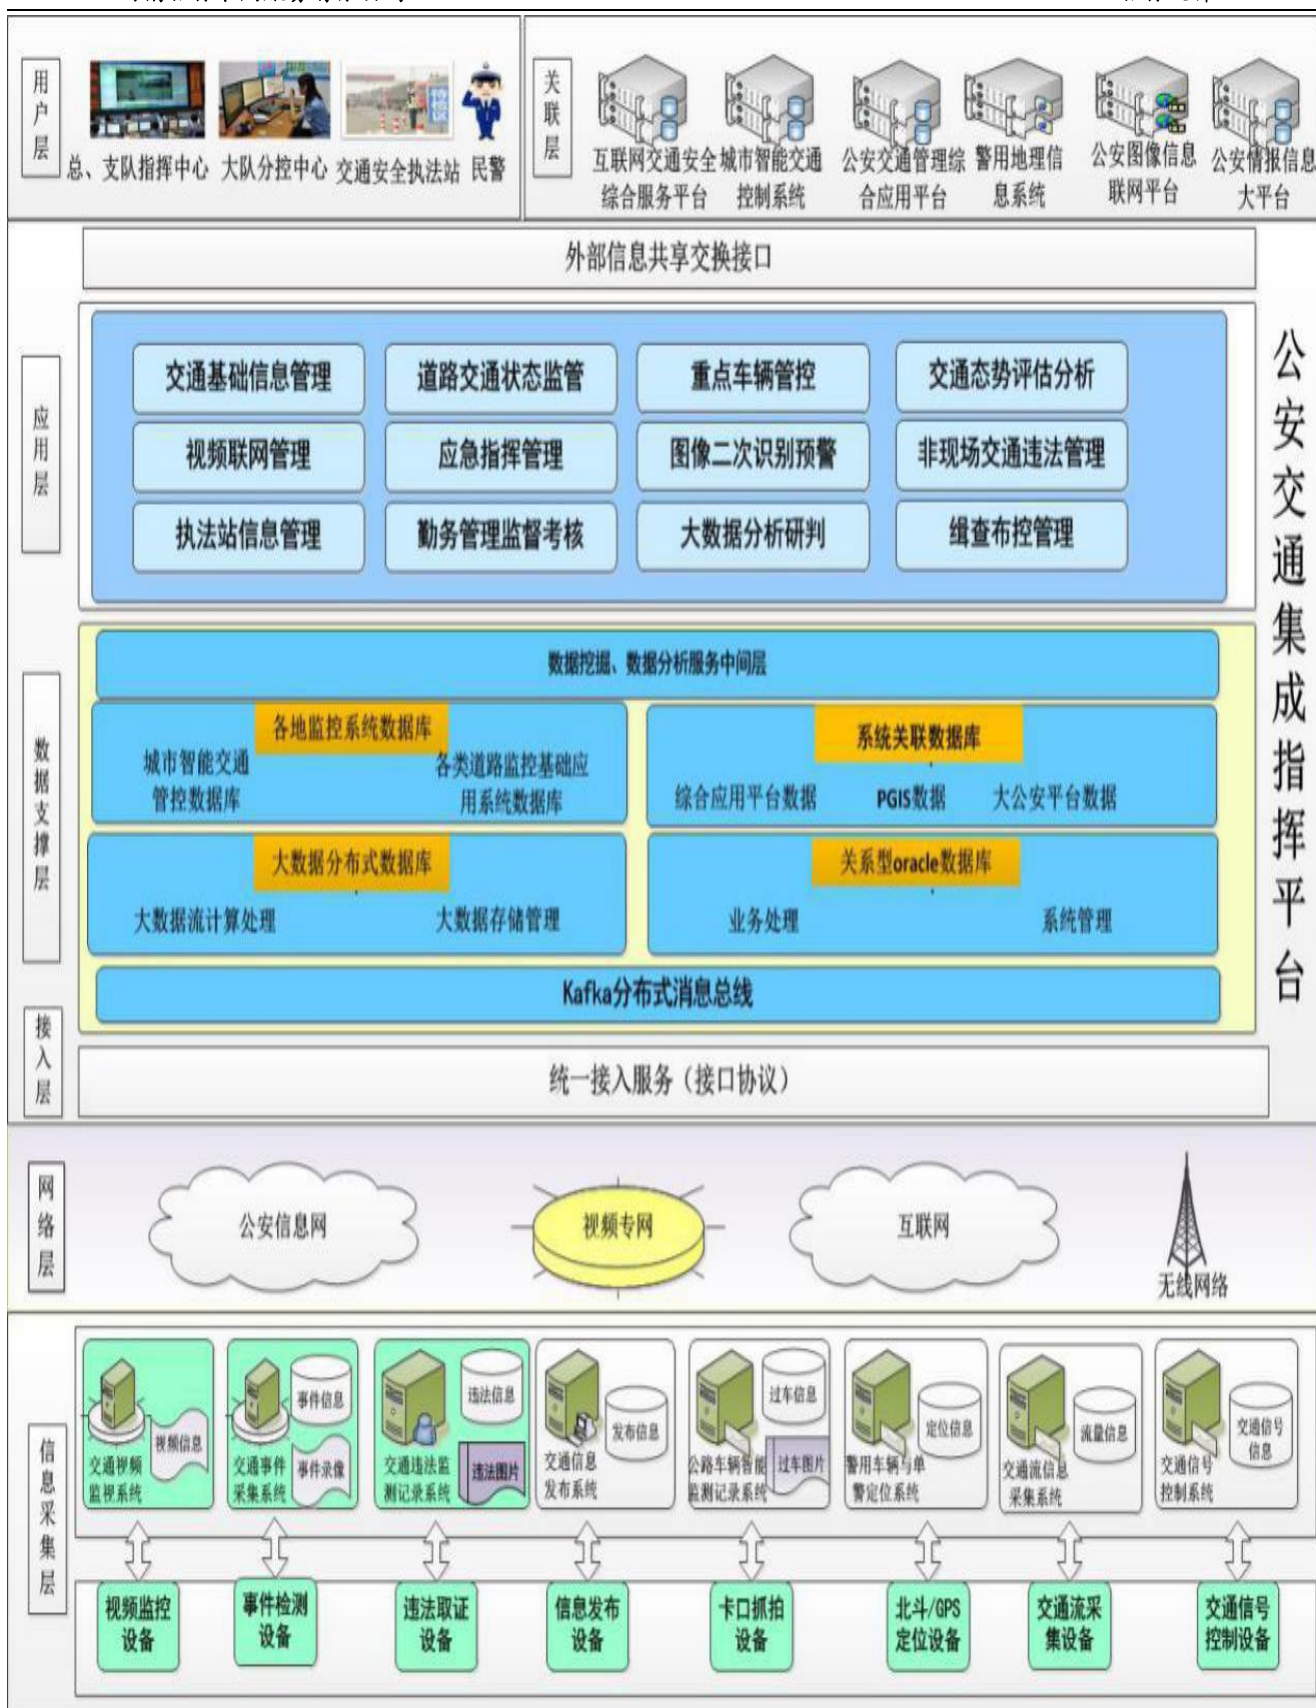 用户层
总、支队指挥中心
大队分控中心
交通安全执法站
民警
关联层
互联网交通安全
综合服务平台
城市智能交通
控制系统
公安交通管理综
合应用平台
警用地理信
息系统
公安图像信息
联网平台
公安情报信息
大平台
外部信息共享交换接口
公安交通集成指挥平台
应用层
交通基础信息管理
道路交通状态监管
重点车辆管控
交通态势评估分析
视频联网管理
应急指挥管理
图像二次识别预警
非现场交通违法管理
执法站信息管理
勤务管理监督考核
大数据分析研判
缉查布控管理
数据支撑层
数据挖掘、数据分析服务中间层
各地监控系统数据库
城市智能交通
管控数据库
各类道路监控基础应
用系统数据库
系统关联数据库
综合应用平台数据
PGIS数据
大公安平台数据
大数据分布式数据库
大数据流计算处理
大数据存储管理
关系型oracle数据库
业务处理
系统管理
Kafka分布式消息总线
接入层
统一接入服务（接口协议）
网络层
公安信息网
视频专网
互联网
无线网络
信息采集层
视频信息
交通视频
监视系统
事件信息
事件录像
交通事件
采集系统
违法信息
违法图片
交通违法监
测记录系统
发布信息
交通信息
发布系统
过车信息
过车图片
公路车辆智能
监测记录系统
定位信息
警用车辆与单
警定位系统
流量信息
交通流信息
采集系统
交通信号
信息
交通信号
控制系统
视频监控
设备
事件检测
设备
违法取证
设备
信息发布
设备
卡口抓拍
设备
北斗/GPS
定位设备
交通流采
集设备
交通信号
控制设备